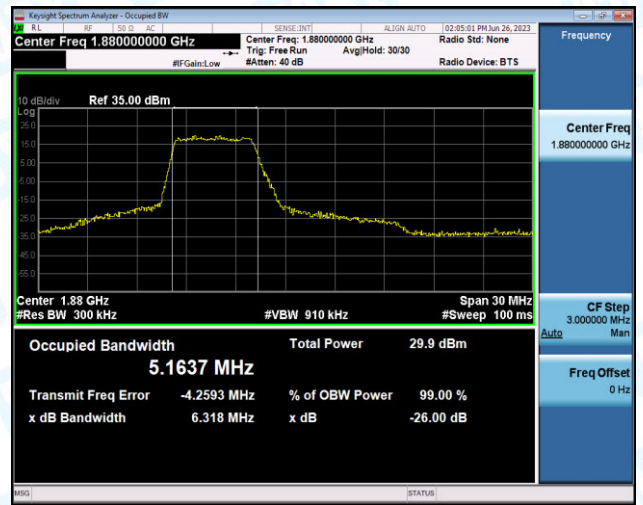 Keysight Spectrum Analyzer - Occupied BW
RL RF 50 Ω AC SENSE:INT ALIGN AUTO 02:05:01 PM Jun 26, 2023
Center Freq 1.880000000 GHz
Center Freq: 1.880000000 GHz
Radio Std: None
Trig: Free Run Avg|Hold: 30/30
#IFGain:Low
#Atten: 40 dB
Radio Device: BTS
Frequency
10 dB/div Ref 35.00 dBm
Log
25.0
15.0
5.00
-5.00
-15.0
-25.0
-35.0
-45.0
-55.0
Center 1.88 GHz
Span 30 MHz
#Res BW 300 kHz
#VBW 910 kHz
#Sweep 100 ms
Occupied Bandwidth
5.1637 MHz
Total Power 29.9 dBm
Transmit Freq Error -4.2593 MHz
% of OBW Power 99.00 %
x dB Bandwidth 6.318 MHz
x dB -26.00 dB
Center Freq
1.880000000 GHz
CF Step
3.000000 MHz
Auto Man
Freq Offset
0 Hz
MSG STATUS